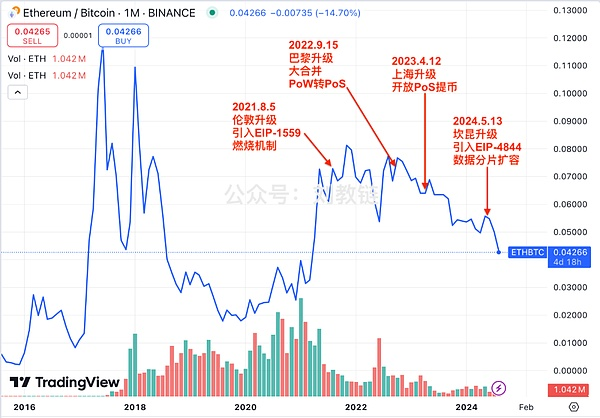 Ethereum / Bitcoin · 1M · BINANCE 0.04266 −0.00735 (−14.70%)
0.04265
SELL
0.00001
0.04266
BUY
Vol · ETH 1.042 M
Vol · ETH 1.042 M
0.13000
0.12000
0.11000
0.10000
0.09000
0.08000
0.07000
0.06000
0.05000
ETHBTC 0.04266
4d 18h
0.03000
0.02000
0.01000
0.00000
1.042 M
2021.8.5
伦敦升级
引入EIP-1559
燃烧机制
2022.9.15
巴黎升级
大合并
PoW转PoS
2023.4.12
上海升级
开放PoS提币
2024.5.13
坎昆升级
引入EIP-4844
数据分片扩容
公众号：刘教链
TradingView
2016
2018
2020
2022
2024
Feb